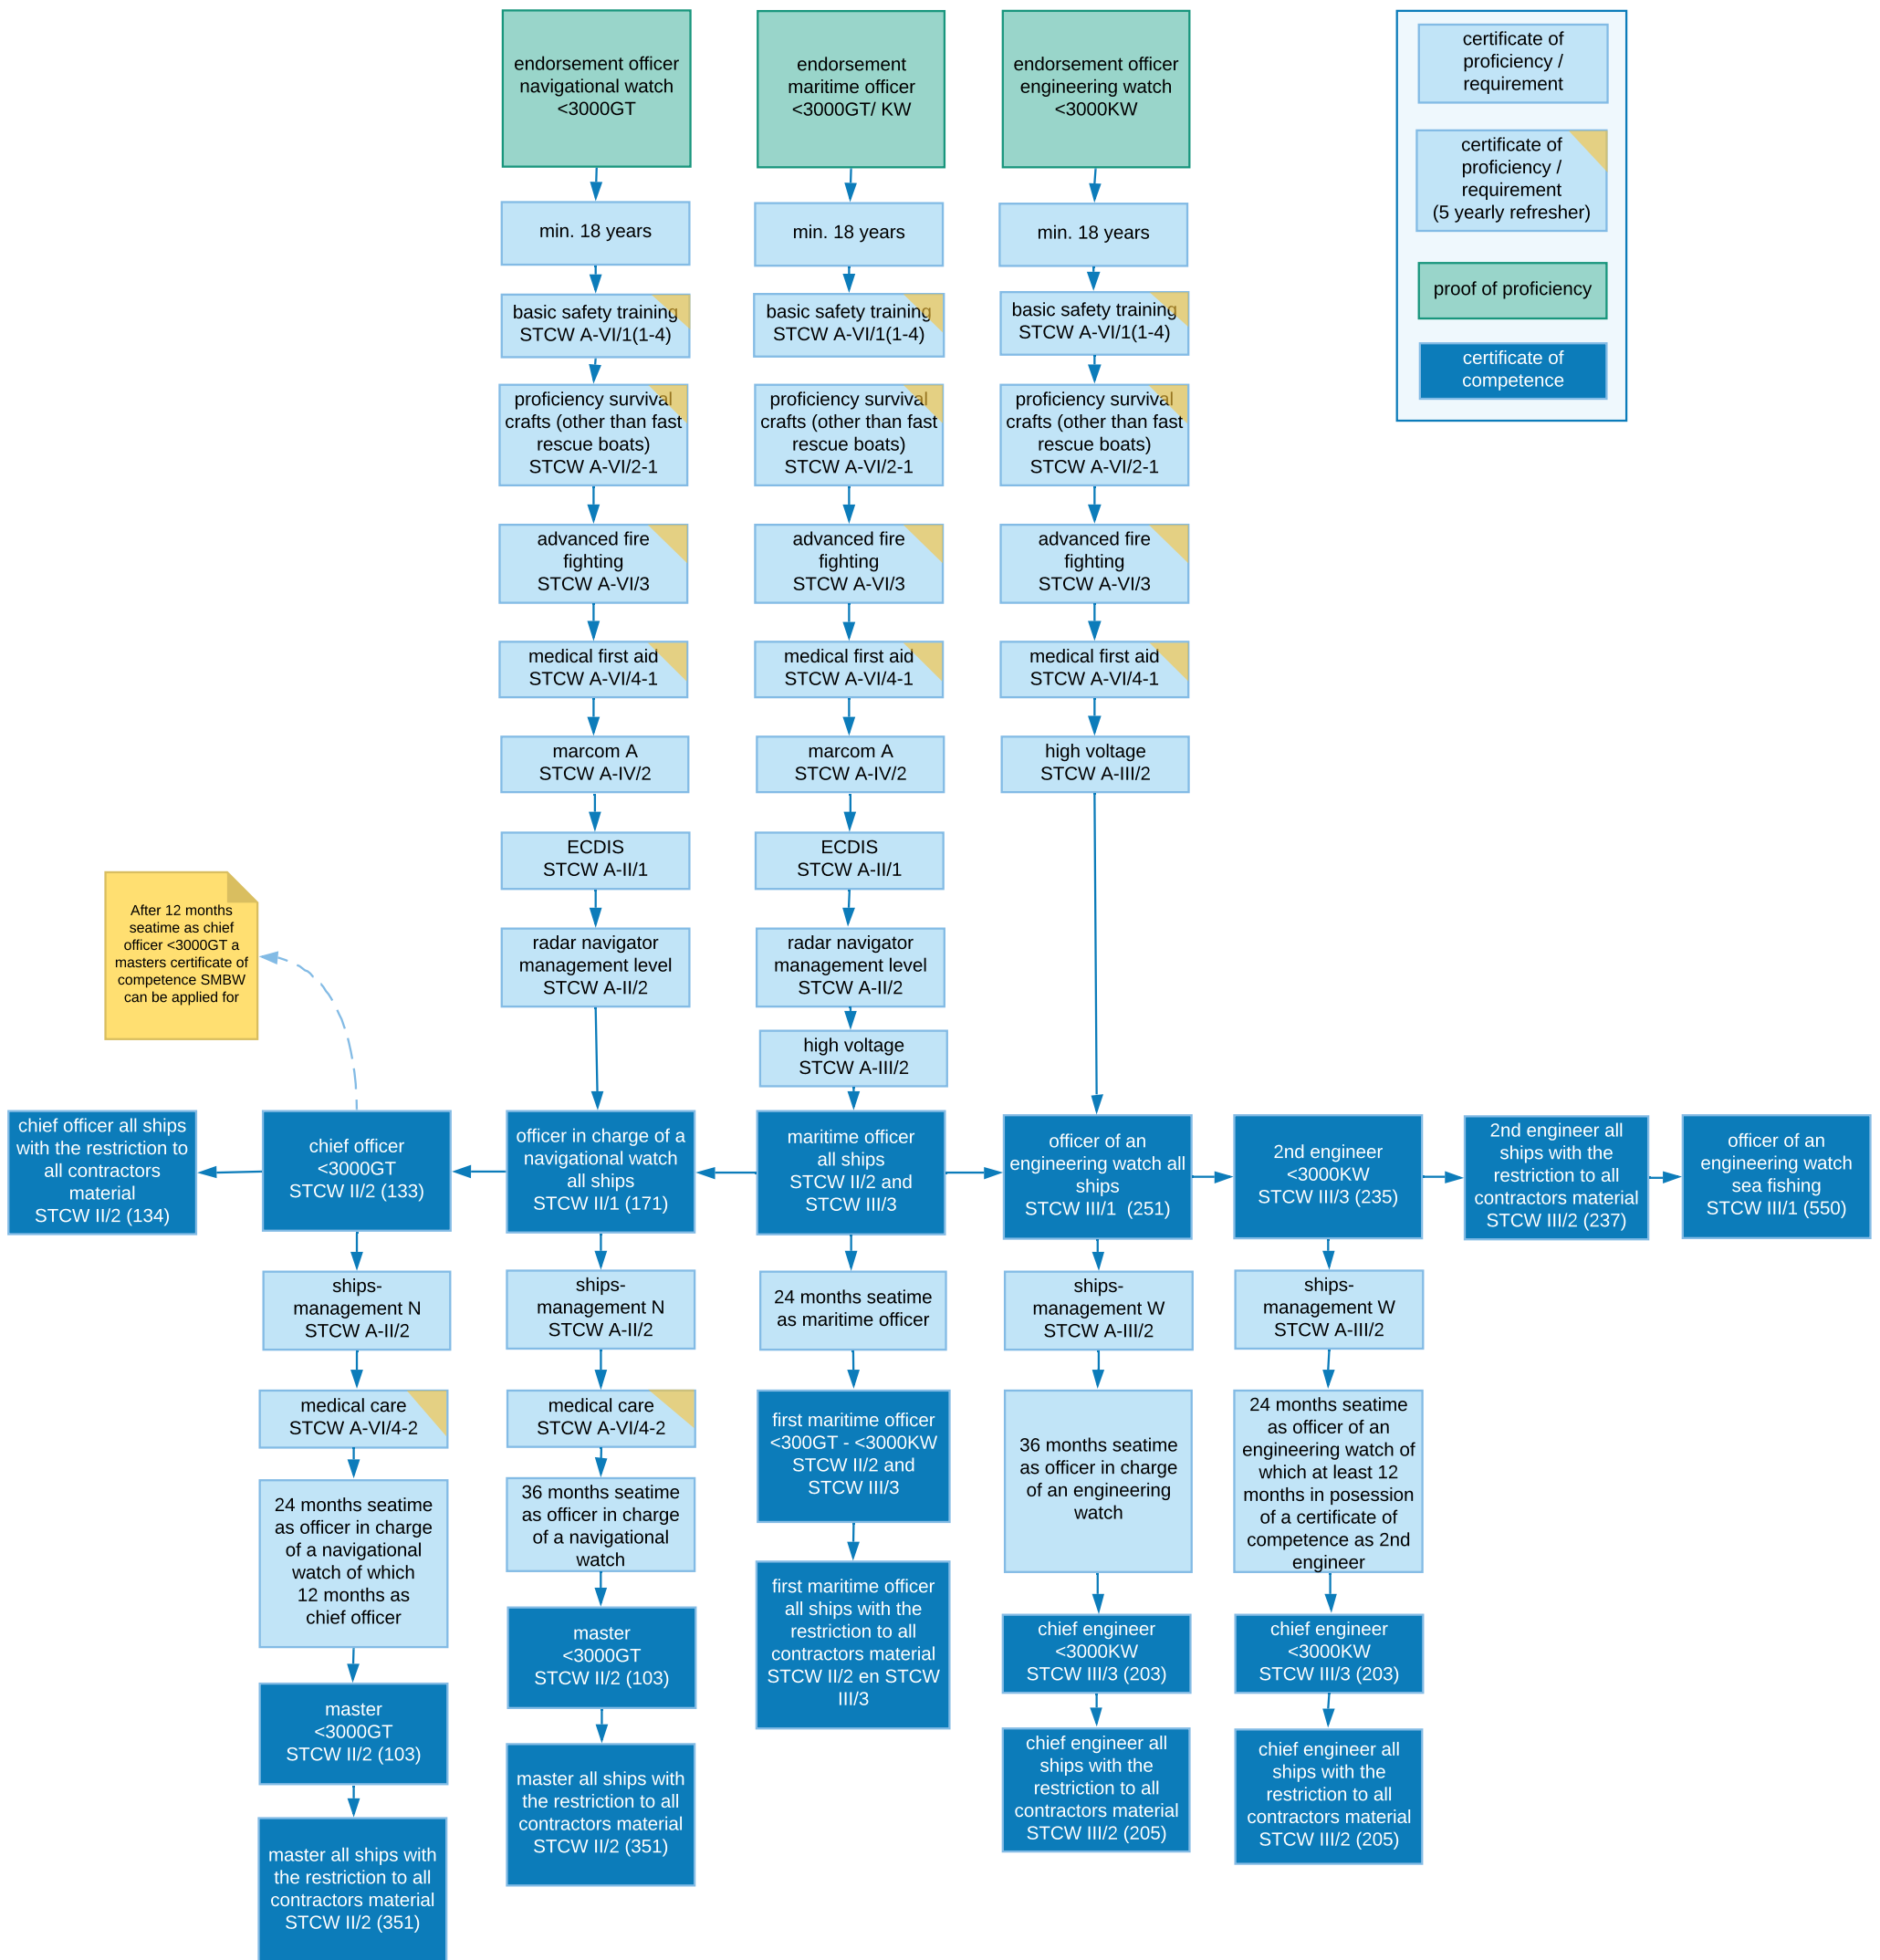 endorsement officer
navigational watch
<3000GT
endorsement
maritime officer
<3000GT/ KW
endorsement officer
engineering watch
<3000KW
certificate of
proficiency /
requirement
certificate of
proficiency /
requirement
(5 yearly refresher)
proof of proficiency
certificate of
competence
min. 18 years
min. 18 years
min. 18 years
basic safety training
STCW A-VI/1(1-4)
basic safety training
STCW A-VI/1(1-4)
basic safety training
STCW A-VI/1(1-4)
proficiency survival
crafts (other than fast
rescue boats)
STCW A-VI/2-1
proficiency survival
crafts (other than fast
rescue boats)
STCW A-VI/2-1
proficiency survival
crafts (other than fast
rescue boats)
STCW A-VI/2-1
advanced fire
fighting
STCW A-VI/3
advanced fire
fighting
STCW A-VI/3
advanced fire
fighting
STCW A-VI/3
medical first aid
STCW A-VI/4-1
medical first aid
STCW A-VI/4-1
medical first aid
STCW A-VI/4-1
marcom A
STCW A-IV/2
marcom A
STCW A-IV/2
high voltage
STCW A-III/2
ECDIS
STCW A-II/1
ECDIS
STCW A-II/1
After 12 months
seatime as chief
officer <3000GT a
masters certificate of
competence SMBW
can be applied for
radar navigator
management level
STCW A-II/2
radar navigator
management level
STCW A-II/2
high voltage
STCW A-III/2
chief officer all ships
with the restriction to
all contractors
material
STCW II/2 (134)
chief officer
<3000GT
STCW II/2 (133)
officer in charge of a
navigational watch
all ships
STCW II/1 (171)
maritime officer
all ships
STCW II/2 and
STCW III/3
officer of an
engineering watch all
ships
STCW III/1  (251)
2nd engineer
<3000KW
STCW III/3 (235)
2nd engineer all
ships with the
restriction to all
contractors material
STCW III/2 (237)
officer of an
engineering watch
sea fishing
STCW III/1 (550)
ships-
management N
STCW A-II/2
ships-
management N
STCW A-II/2
24 months seatime
as maritime officer
ships-
management W
STCW A-III/2
ships-
management W
STCW A-III/2
medical care
STCW A-VI/4-2
medical care
STCW A-VI/4-2
first maritime officer
<300GT - <3000KW
STCW II/2 and
STCW III/3
36 months seatime
as officer in charge
of an engineering
watch
24 months seatime
as officer of an
engineering watch of
which at least 12
months in posession
of a certificate of
competence as 2nd
engineer
24 months seatime
as officer in charge
of a navigational
watch of which
12 months as
chief officer
36 months seatime
as officer in charge
of a navigational
watch
first maritime officer
all ships with the
restriction to all
contractors material
STCW II/2 en STCW
III/3
master
<3000GT
STCW II/2 (103)
chief engineer
<3000KW
STCW III/3 (203)
chief engineer
<3000KW
STCW III/3 (203)
master
<3000GT
STCW II/2 (103)
master all ships with
the restriction to all
contractors material
STCW II/2 (351)
chief engineer all
ships with the
restriction to all
contractors material
STCW III/2 (205)
chief engineer all
ships with the
restriction to all
contractors material
STCW III/2 (205)
master all ships with
the restriction to all
contractors material
STCW II/2 (351)